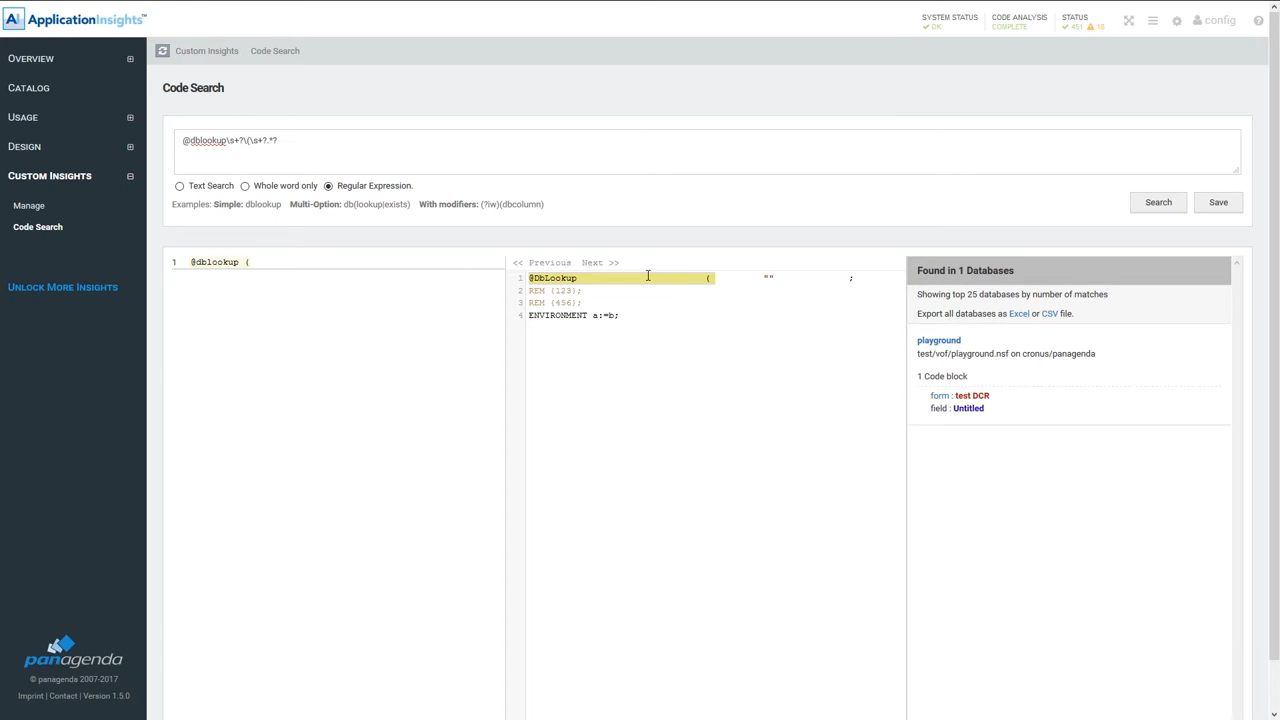 AI ApplicationInsights™
SYSTEM STATUS
OK
CODE ANALYSIS
COMPLETE
STATUS
451 18
config
OVERVIEW
CATALOG
USAGE
DESIGN
CUSTOM INSIGHTS
Manage
Code Search
UNLOCK MORE INSIGHTS
panagenda
© panagenda 2007-2017
Imprint | Contact | Version 1.5.0
Custom Insights Code Search
Code Search
@dblookup\s+?\(\s+?.*?
Text Search Whole word only Regular Expression.
Examples: Simple: dblookup Multi-Option: db(lookup|exists) With modifiers: (?iw)(dbcolumn)
Search Save
1 @dblookup (
<< Previous Next >>
1 @DbLookup ( "" ;
2 REM {123};
3 REM {456};
4 ENVIRONMENT a:=b;
Found in 1 Databases
Showing top 25 databases by number of matches
Export all databases as Excel or CSV file.
playground
test/vof/playground.nsf on cronus/panagenda
1 Code block
form : test DCR
field : Untitled